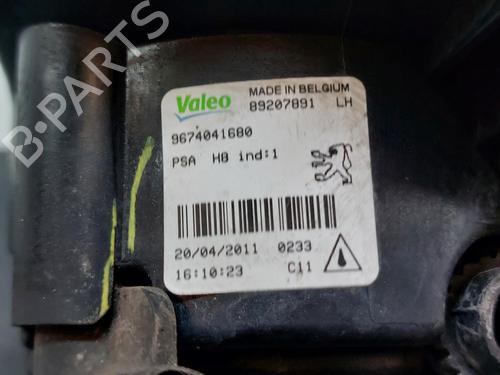 Valeo MADE IN BELGIUM
89207891 LH
9674041680
PSA H8 ind:1
20/04/2011 0233
16:10:23 C11
B-PARTS